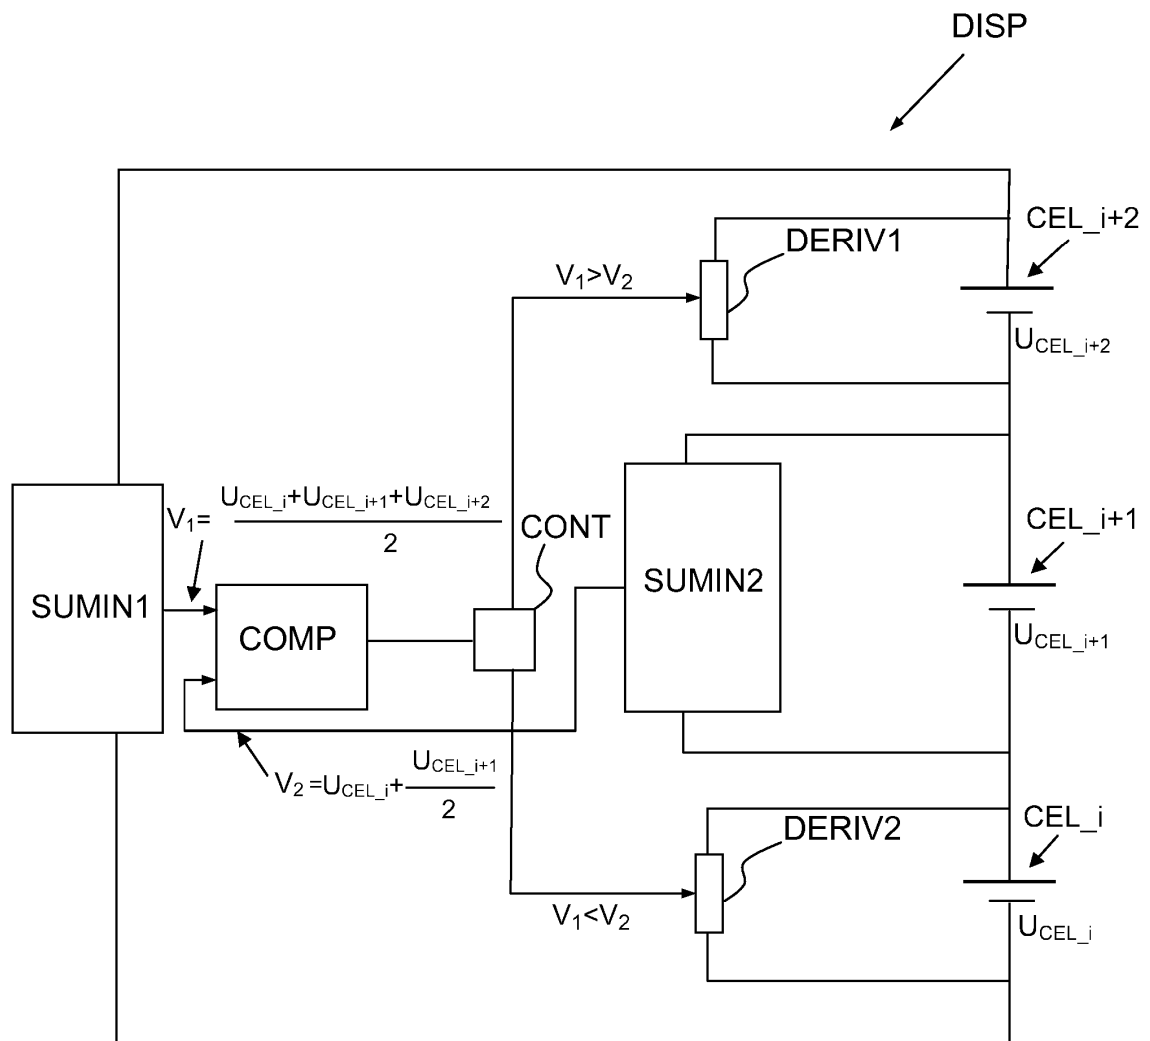 DISP
CEL_i+2
DERIV1
V1>V2
UCEL_i+2
UCEL_i+UCEL_i+1+UCEL_i+2
V1=
2
CONT
CEL_i+1
SUMIN2
SUMIN1
COMP
UCEL_i+1
UCEL_i+1
V2=UCEL_i+
2
DERIV2
CEL_i
V1<V2
UCEL_i